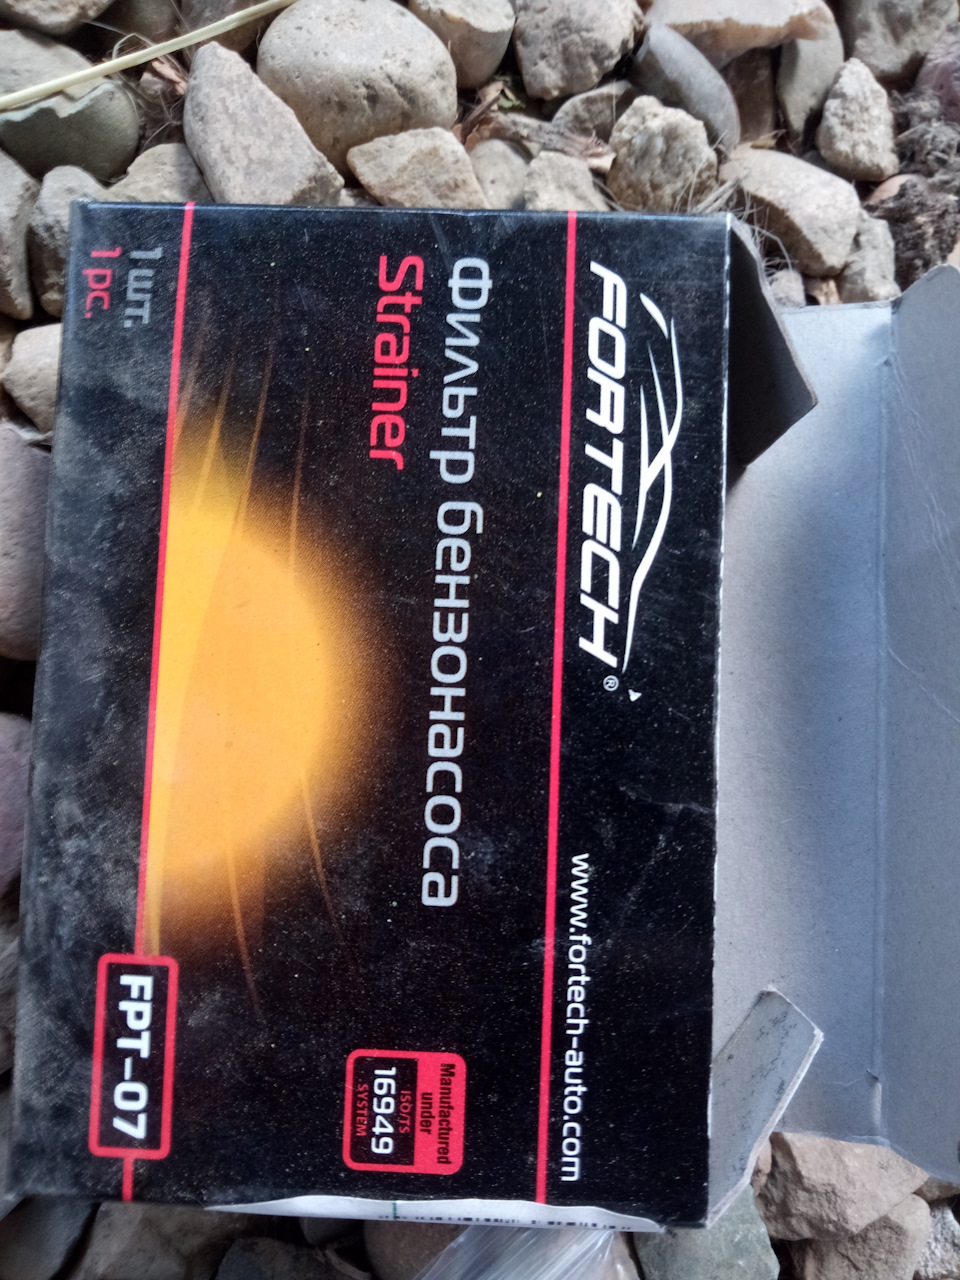 FORTECH®
www.fortech-auto.com
Фильтр бензонасоса
Strainer
Manufactured
under
ISO/TS
16949
SYSTEM
1 шт.
1 pc.
FPT-07